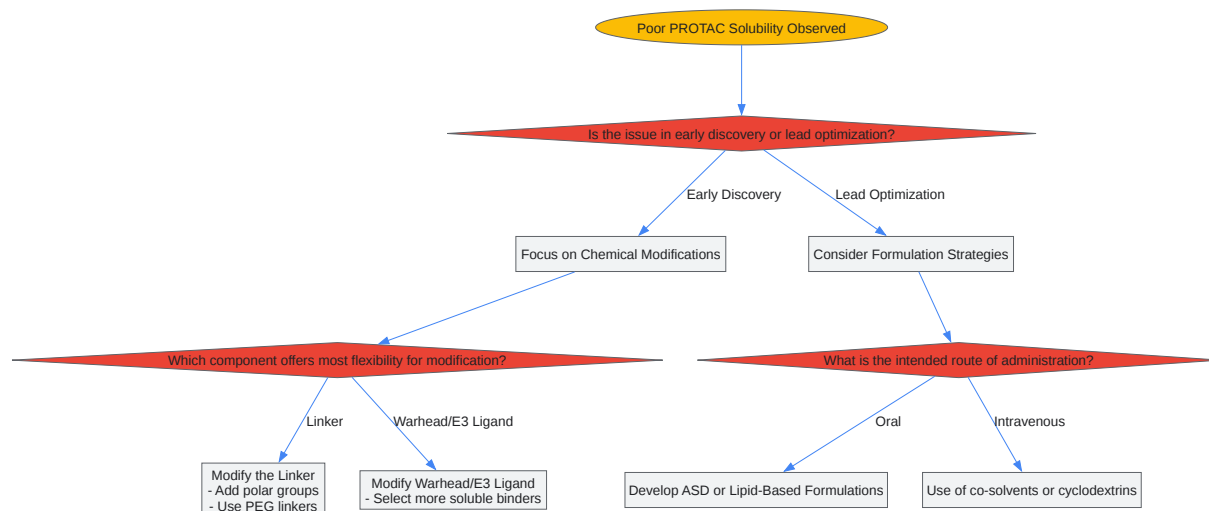 Poor PROTAC Solubility Observed
Is the issue in early discovery or lead optimization?
Early Discovery
Lead Optimization
Focus on Chemical Modifications
Consider Formulation Strategies
Which component offers most flexibility for modification?
What is the intended route of administration?
Linker
Warhead/E3 Ligand
Oral
Intravenous
Modify the Linker
- Add polar groups
- Use PEG linkers
Modify Warhead/E3 Ligand
- Select more soluble binders
Develop ASD or Lipid-Based Formulations
Use of co-solvents or cyclodextrins